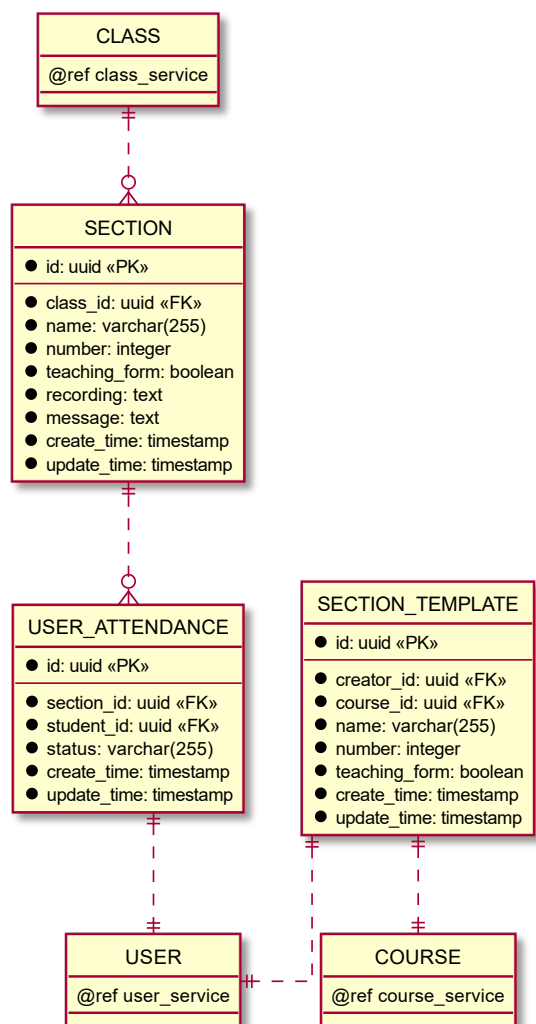 CLASS
@ref class_service
SECTION
id: uuid «PK»
class_id: uuid «FK»
name: varchar(255)
number: integer
teaching_form: boolean
recording: text
message: text
create_time: timestamp
update_time: timestamp
USER_ATTENDANCE
id: uuid «PK»
section_id: uuid «FK»
student_id: uuid «FK»
status: varchar(255)
create_time: timestamp
update_time: timestamp
SECTION_TEMPLATE
id: uuid «PK»
creator_id: uuid «FK»
course_id: uuid «FK»
name: varchar(255)
number: integer
teaching_form: boolean
create_time: timestamp
update_time: timestamp
USER
@ref user_service
COURSE
@ref course_service